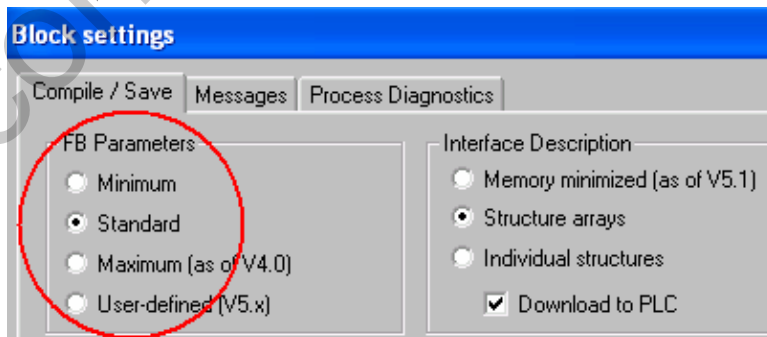 Block settings
Compile / Save
Messages
Process Diagnostics
FB Parameters
Minimum
Standard
Maximum (as of V4.0)
User-defined (V5.x)
Interface Description
Memory minimized (as of V5.1)
Structure arrays
Individual structures
Download to PLC